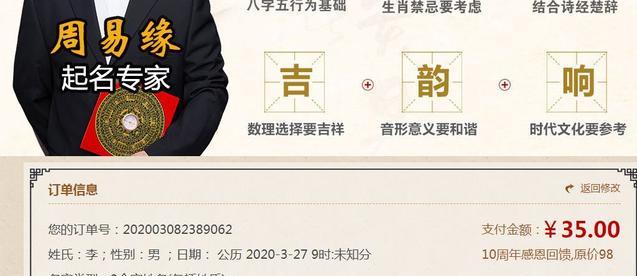 八字五行为基础
生肖禁忌要考虑
结合诗经楚辞
周易缘
起名专家
吉
韵
响
数理选择要吉祥
音形意义要和谐
时代文化要参考
订单信息
返回修改
您的订单号：202003082389062
支付金额：￥35.00
姓氏：李；性别：男 ；日期： 公历 2020-3-27 9时:未知分
10周年感恩回馈,原价98